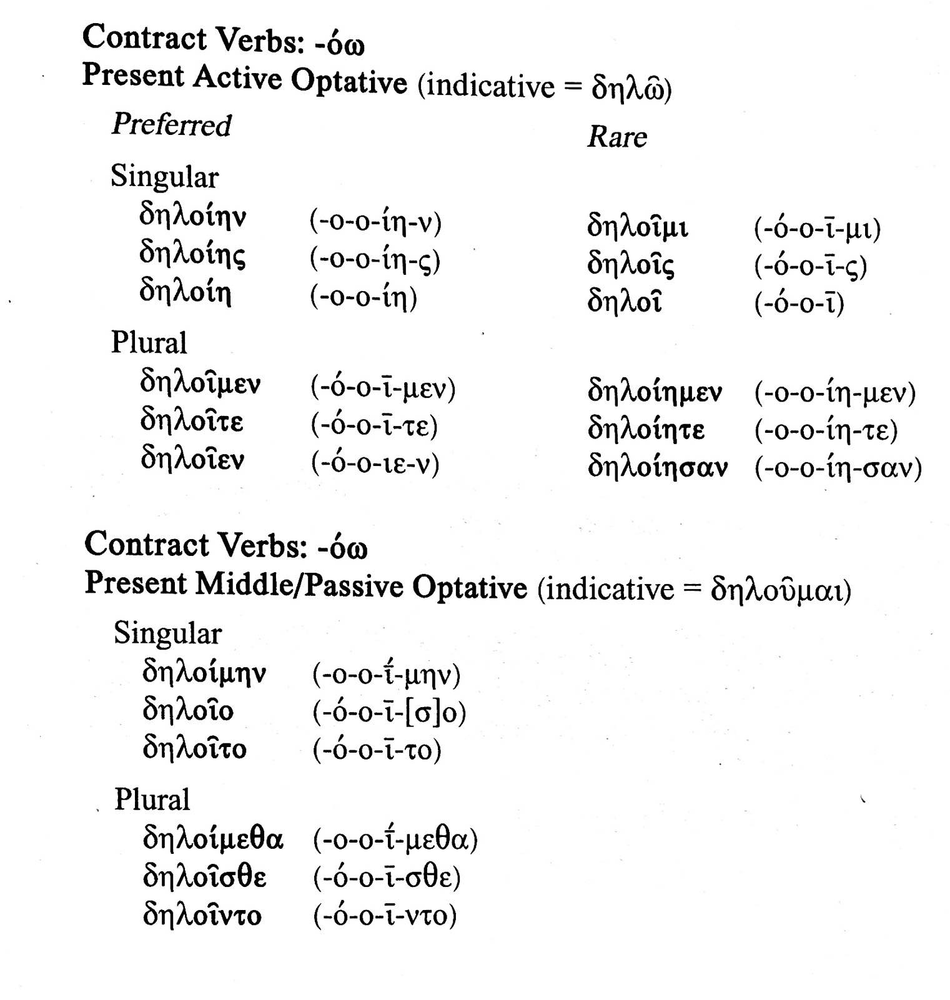 Contract Verbs: -όω
Present Active Optative (indicative = δηλῶ)
Preferred Rare
Singular
δηλοίην (-ο-ο-ίη-ν) δηλοῖμι (-ό-ο-ῑ-μι)
δηλοίης (-ο-ο-ίη-ς) δηλοῖς (-ό-ο-ῑ-ς)
δηλοίη (-ο-ο-ίη) δηλοῖ (-ό-ο-ῑ)
Plural
δηλοῖμεν (-ό-ο-ῑ-μεν) δηλοίημεν (-ο-ο-ίη-μεν)
δηλοῖτε (-ό-ο-ῑ-τε) δηλοίητε (-ο-ο-ίη-τε)
δηλοῖεν (-ό-ο-ιε-ν) δηλοίησαν (-ο-ο-ίη-σαν)
Contract Verbs: -όω
Present Middle/Passive Optative (indicative = δηλοῦμαι)
Singular
δηλοίμην (-ο-ο-ῑ́-μην)
δηλοῖο (-ό-ο-ῑ-[σ]ο)
δηλοῖτο (-ό-ο-ῑ-το)
Plural
δηλοίμεθα (-ο-ο-ῑ́-μεθα)
δηλοῖσθε (-ό-ο-ῑ-σθε)
δηλοῖντο (-ό-ο-ῑ-ντο)